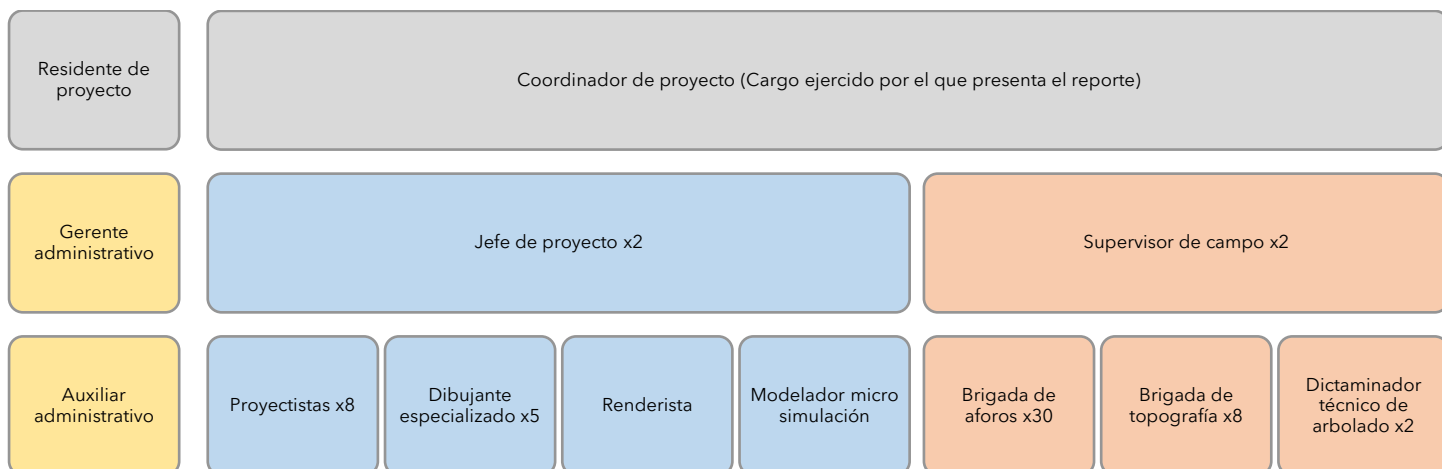 Residente de
proyecto
Coordinador de proyecto (Cargo ejercido por el que presenta el reporte)
Gerente
administrativo
Jefe de proyecto x2
Supervisor de campo x2
Auxiliar
administrativo
Proyectistas x8
Dibujante
especializado x5
Renderista
Modelador micro
simulación
Brigada de
aforos x30
Brigada de
topografía x8
Dictaminador
técnico de
arbolado x2